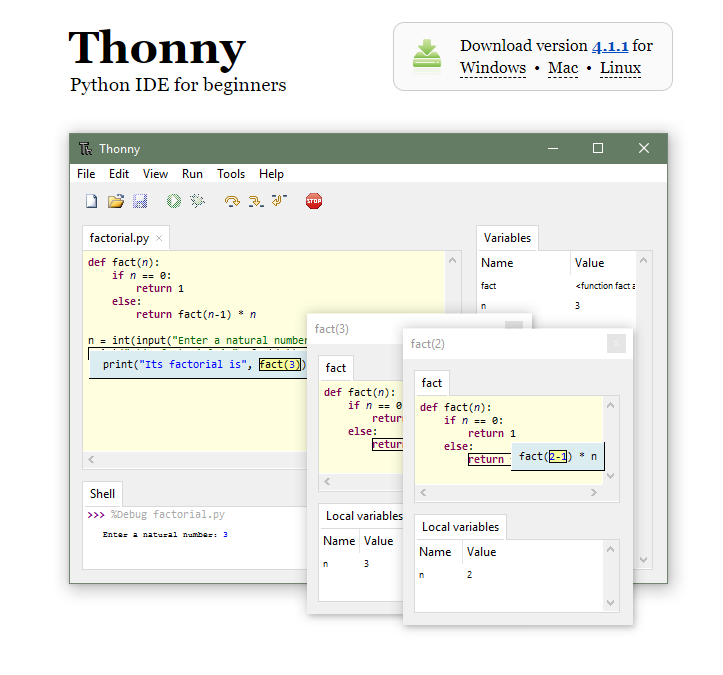 Thonny
Python IDE for beginners
Download version 4.1.1 for
Windows • Mac • Linux
Thonny
File Edit View Run Tools Help
STOP
factorial.py
def fact(n):
    if n == 0:
        return 1
    else:
        return fact(n-1) * n
n = int(input("Enter a natural number
print("Its factorial is", fact(3))
Shell
>>> %Debug factorial.py
Enter a natural number: 3
Variables
Name Value
fact <function fact a
n 3
fact(3)
fact
def fact(n):
    if n == 0
        retur
    else:
        retur
Local variables
Name Value
n 3
fact(2)
fact
def fact(n):
    if n == 0:
        return 1
    else:
        return fact(2-1) * n
Local variables
Name Value
n 2